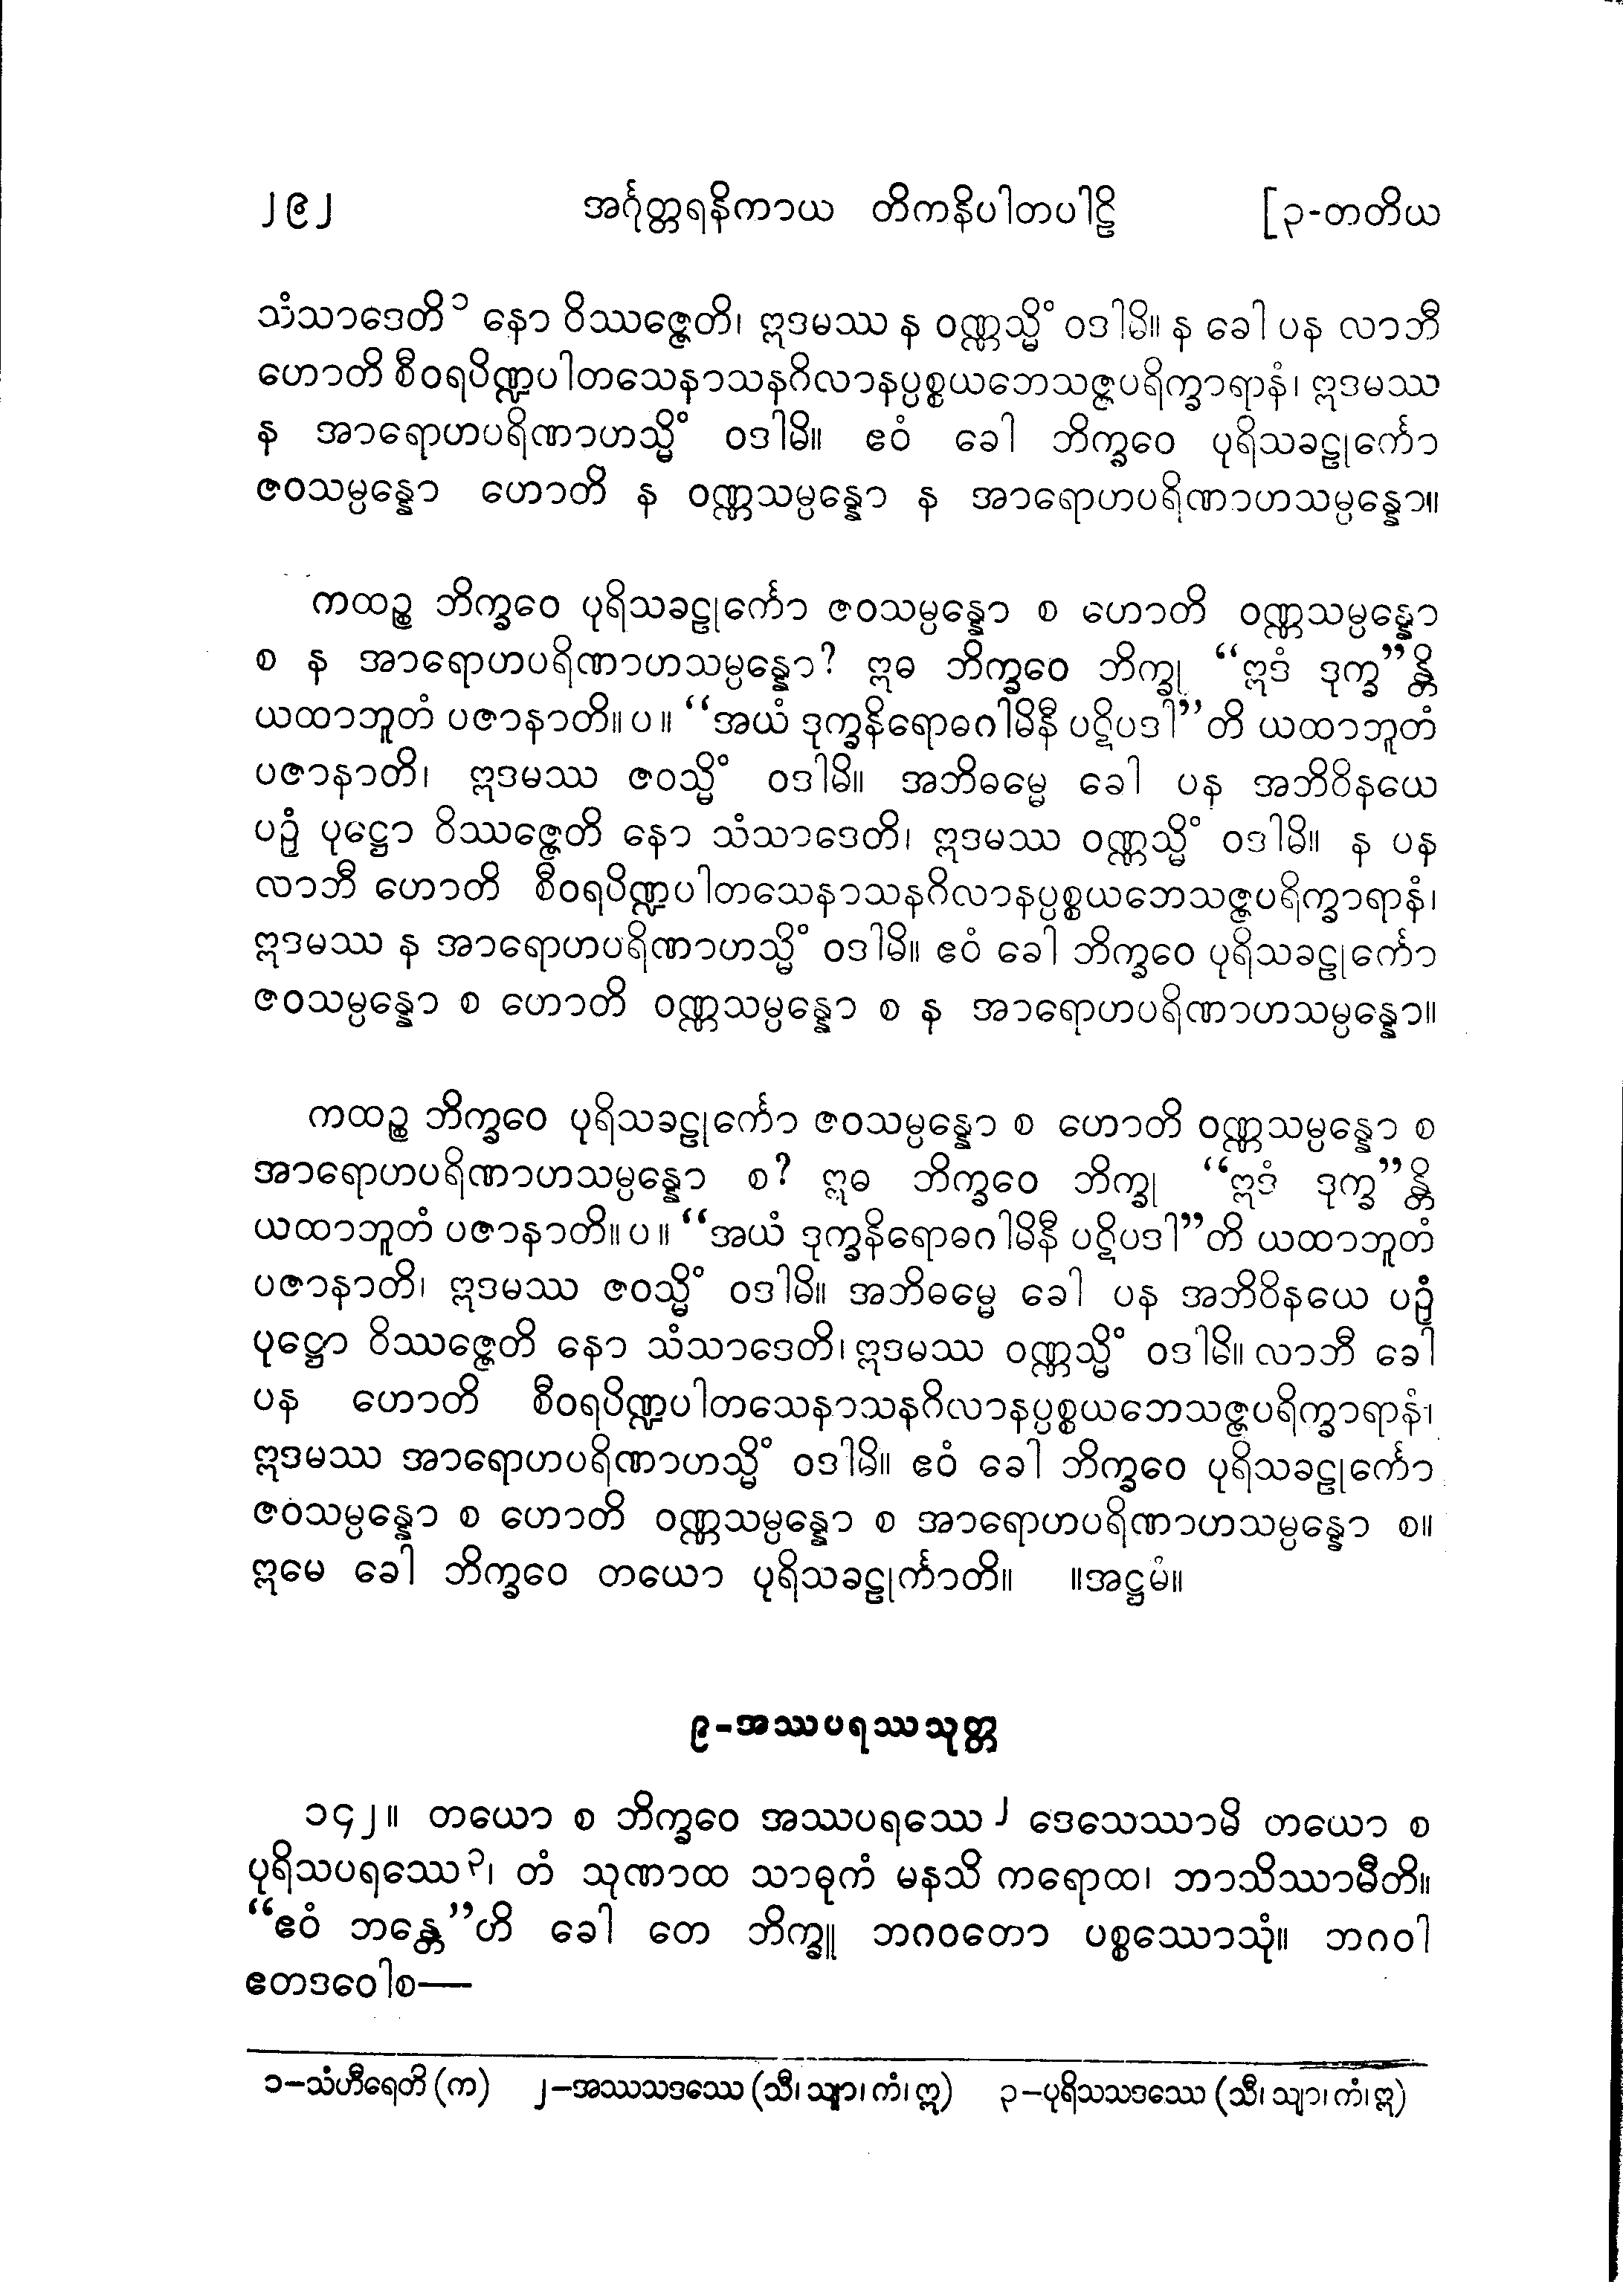 ၂၉၂ အင်္ဂုတ္တရနိကာယ တိကနိပါတပါဠိ [၃-တတိယ
သံသာဒေတိ၁ နော ဝိဿဇ္ဇေတိ၊ ဣဒမဿ န ဝဏ္ဏသ္မိံ ဝဒါမိ။ န ခေါ ပန လာဘီ
ဟောတိ စီဝရပိဏ္ဍပါတသေနာသနဂိလာနပ္ပစ္စယဘေသဇ္ဇပရိက္ခာရာနံ၊ ဣဒမဿ
န အာရောဟပရိဏာဟသ္မိံ ဝဒါမိ။ ဧဝံ ခေါ ဘိက္ခဝေ ပုရိသခဠုင်္ကော
ဇဝသမ္ပန္နော ဟောတိ န ဝဏ္ဏသမ္ပန္နော န အာရောဟပရိဏာဟသမ္ပန္နော။
ကထဉ္စ ဘိက္ခဝေ ပုရိသခဠုင်္ကော ဇဝသမ္ပန္နော စ ဟောတိ ဝဏ္ဏသမ္ပန္နော
စ န အာရောဟပရိဏာဟသမ္ပန္နော? ဣဓ ဘိက္ခဝေ ဘိက္ခု “ဣဒံ ဒုက္ခ”န္တိ
ယထာဘူတံ ပဇာနာတိ။ ပ ။ “အယံ ဒုက္ခနိရောဓဂါမိနီ ပဋိပဒါ”တိ ယထာဘူတံ
ပဇာနာတိ၊ ဣဒမဿ ဇဝသ္မိံ ဝဒါမိ။ အဘိဓမ္မေ ခေါ ပန အဘိဝိနယေ
ပဉှံ ပုဋ္ဌော ဝိဿဇ္ဇေတိ နော သံသာဒေတိ၊ ဣဒမဿ ဝဏ္ဏသ္မိံ ဝဒါမိ။ န ပန
လာဘီ ဟောတိ စီဝရပိဏ္ဍပါတသေနာသနဂိလာနပ္ပစ္စယဘေသဇ္ဇပရိက္ခာရာနံ၊
ဣဒမဿ န အာရောဟပရိဏာဟသ္မိံ ဝဒါမိ။ ဧဝံ ခေါ ဘိက္ခဝေ ပုရိသခဠုင်္ကော
ဇဝသမ္ပန္နော စ ဟောတိ ဝဏ္ဏသမ္ပန္နော စ န အာရောဟပရိဏာဟသမ္ပန္နော။
ကထဉ္စ ဘိက္ခဝေ ပုရိသခဠုင်္ကော ဇဝသမ္ပန္နော စ ဟောတိ ဝဏ္ဏသမ္ပန္နော စ
အာရောဟပရိဏာဟသမ္ပန္နော စ? ဣဓ ဘိက္ခဝေ ဘိက္ခု “ဣဒံ ဒုက္ခ”န္တိ
ယထာဘူတံ ပဇာနာတိ။ ပ ။ “အယံ ဒုက္ခနိရောဓဂါမိနီ ပဋိပဒါ”တိ ယထာဘူတံ
ပဇာနာတိ၊ ဣဒမဿ ဇဝသ္မိံ ဝဒါမိ။ အဘိဓမ္မေ ခေါ ပန အဘိဝိနယေ ပဉှံ
ပုဋ္ဌော ဝိဿဇ္ဇေတိ နော သံသာဒေတိ၊ ဣဒမဿ ဝဏ္ဏသ္မိံ ဝဒါမိ။ လာဘီ ခေါ
ပန ဟောတိ စီဝရပိဏ္ဍပါတသေနာသနဂိလာနပ္ပစ္စယဘေသဇ္ဇပရိက္ခာရာနံ၊
ဣဒမဿ အာရောဟပရိဏာဟသ္မိံ ဝဒါမိ။ ဧဝံ ခေါ ဘိက္ခဝေ ပုရိသခဠုင်္ကော
ဇဝသမ္ပန္နော စ ဟောတိ ဝဏ္ဏသမ္ပန္နော စ အာရောဟပရိဏာဟသမ္ပန္နော စ။
ဣမေ ခေါ ဘိက္ခဝေ တယော ပုရိသခဠုင်္ကာတိ။ ။အဋ္ဌမံ။
၉-အဿပရဿသုတ္တ
၁၄၂။ တယော စ ဘိက္ခဝေ အဿပရဿေ၂ ဒေသေဿာမိ တယော စ
ပုရိသပရဿေ၃၊ တံ သုဏာထ သာဓုကံ မနသိ ကရောထ၊ ဘာသိဿာမီတိ။
“ဧဝံ ဘန္တေ”ဟိ ခေါ တေ ဘိက္ခူ ဘဂဝတော ပစ္စဿောသုံ။ ဘဂဝါ
ဧတဒဝေါစ—
၁–သံဟီရေတိ (က) ၂–အဿသဒဿေ (သီ၊ သျာ၊ ကံ၊ ဣ) ၃–ပုရိသသဒဿေ (သီ၊ သျာ၊ ကံ၊ ဣ)